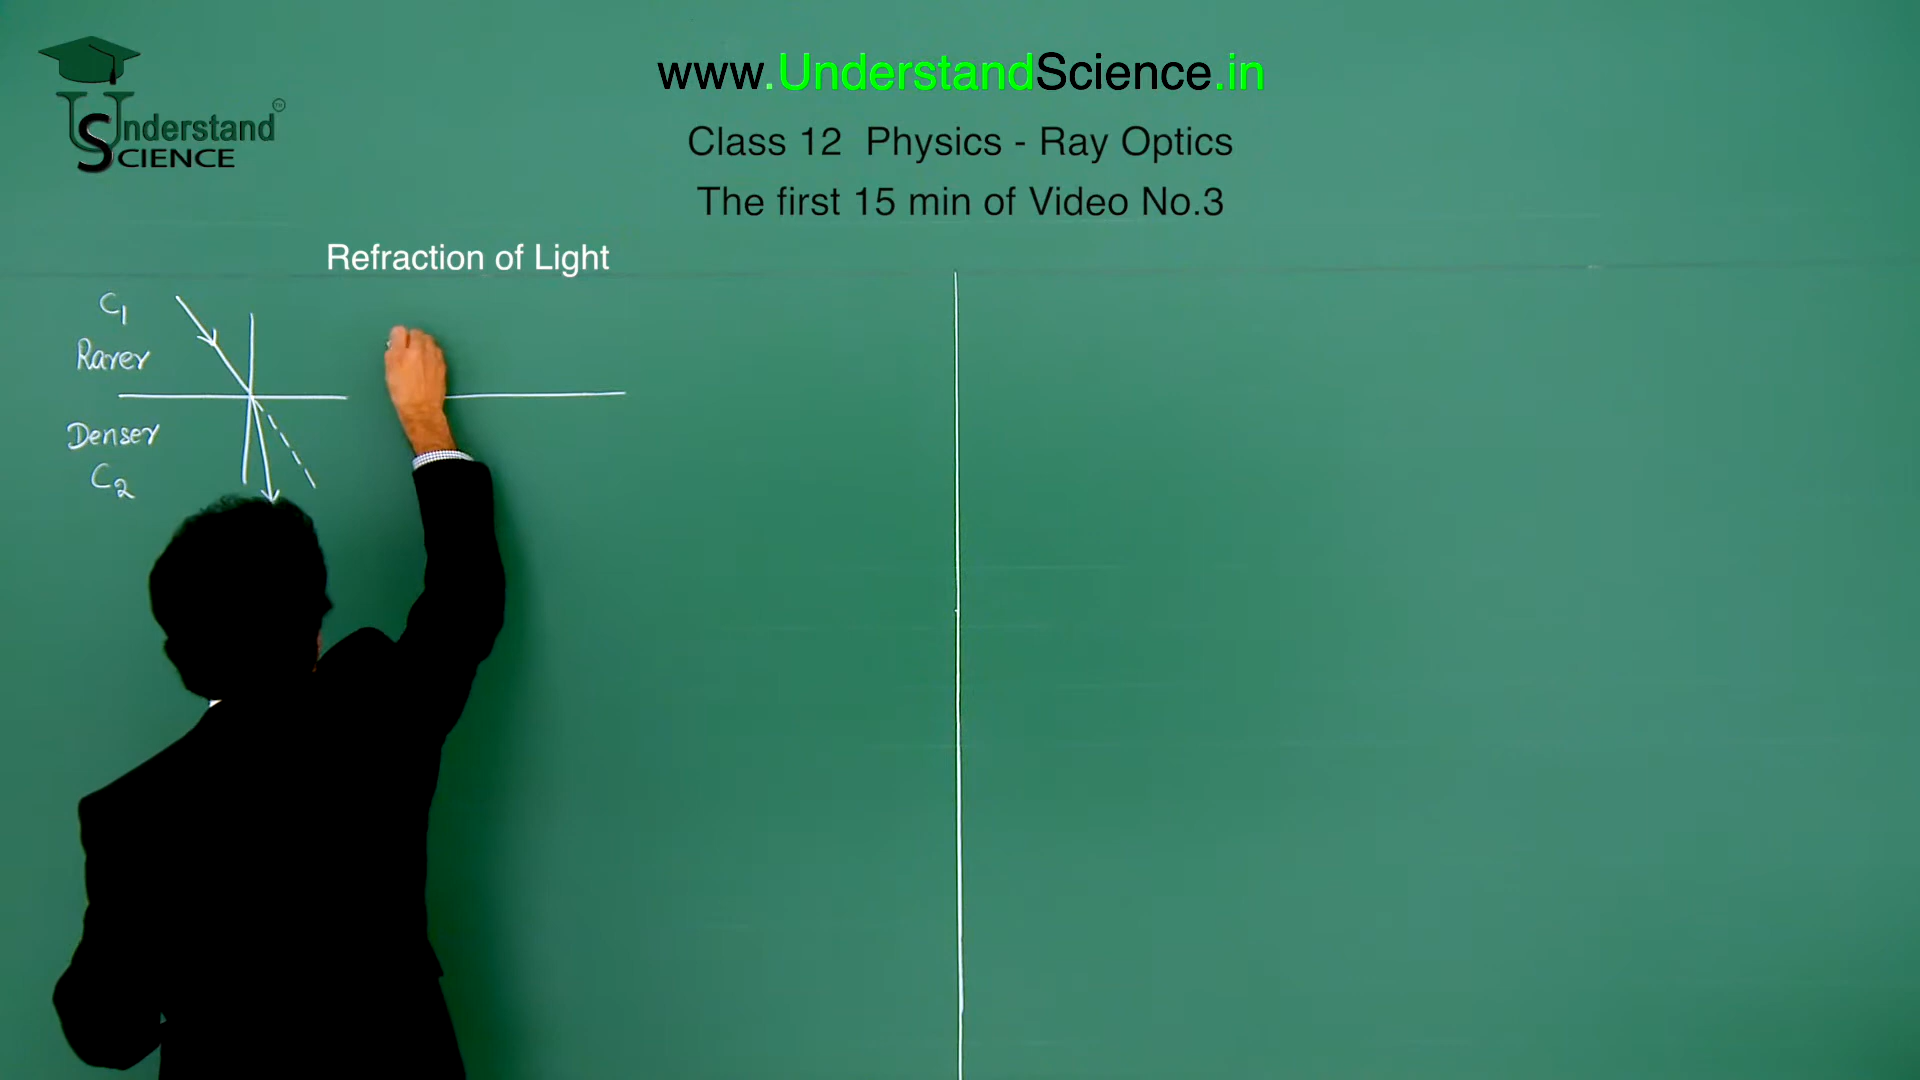 Understand
SCIENCE
TM
www.UnderstandScience.in
Class 12 Physics - Ray Optics
The first 15 min of Video No.3
Refraction of Light
C1
Rarer
Denser
C2